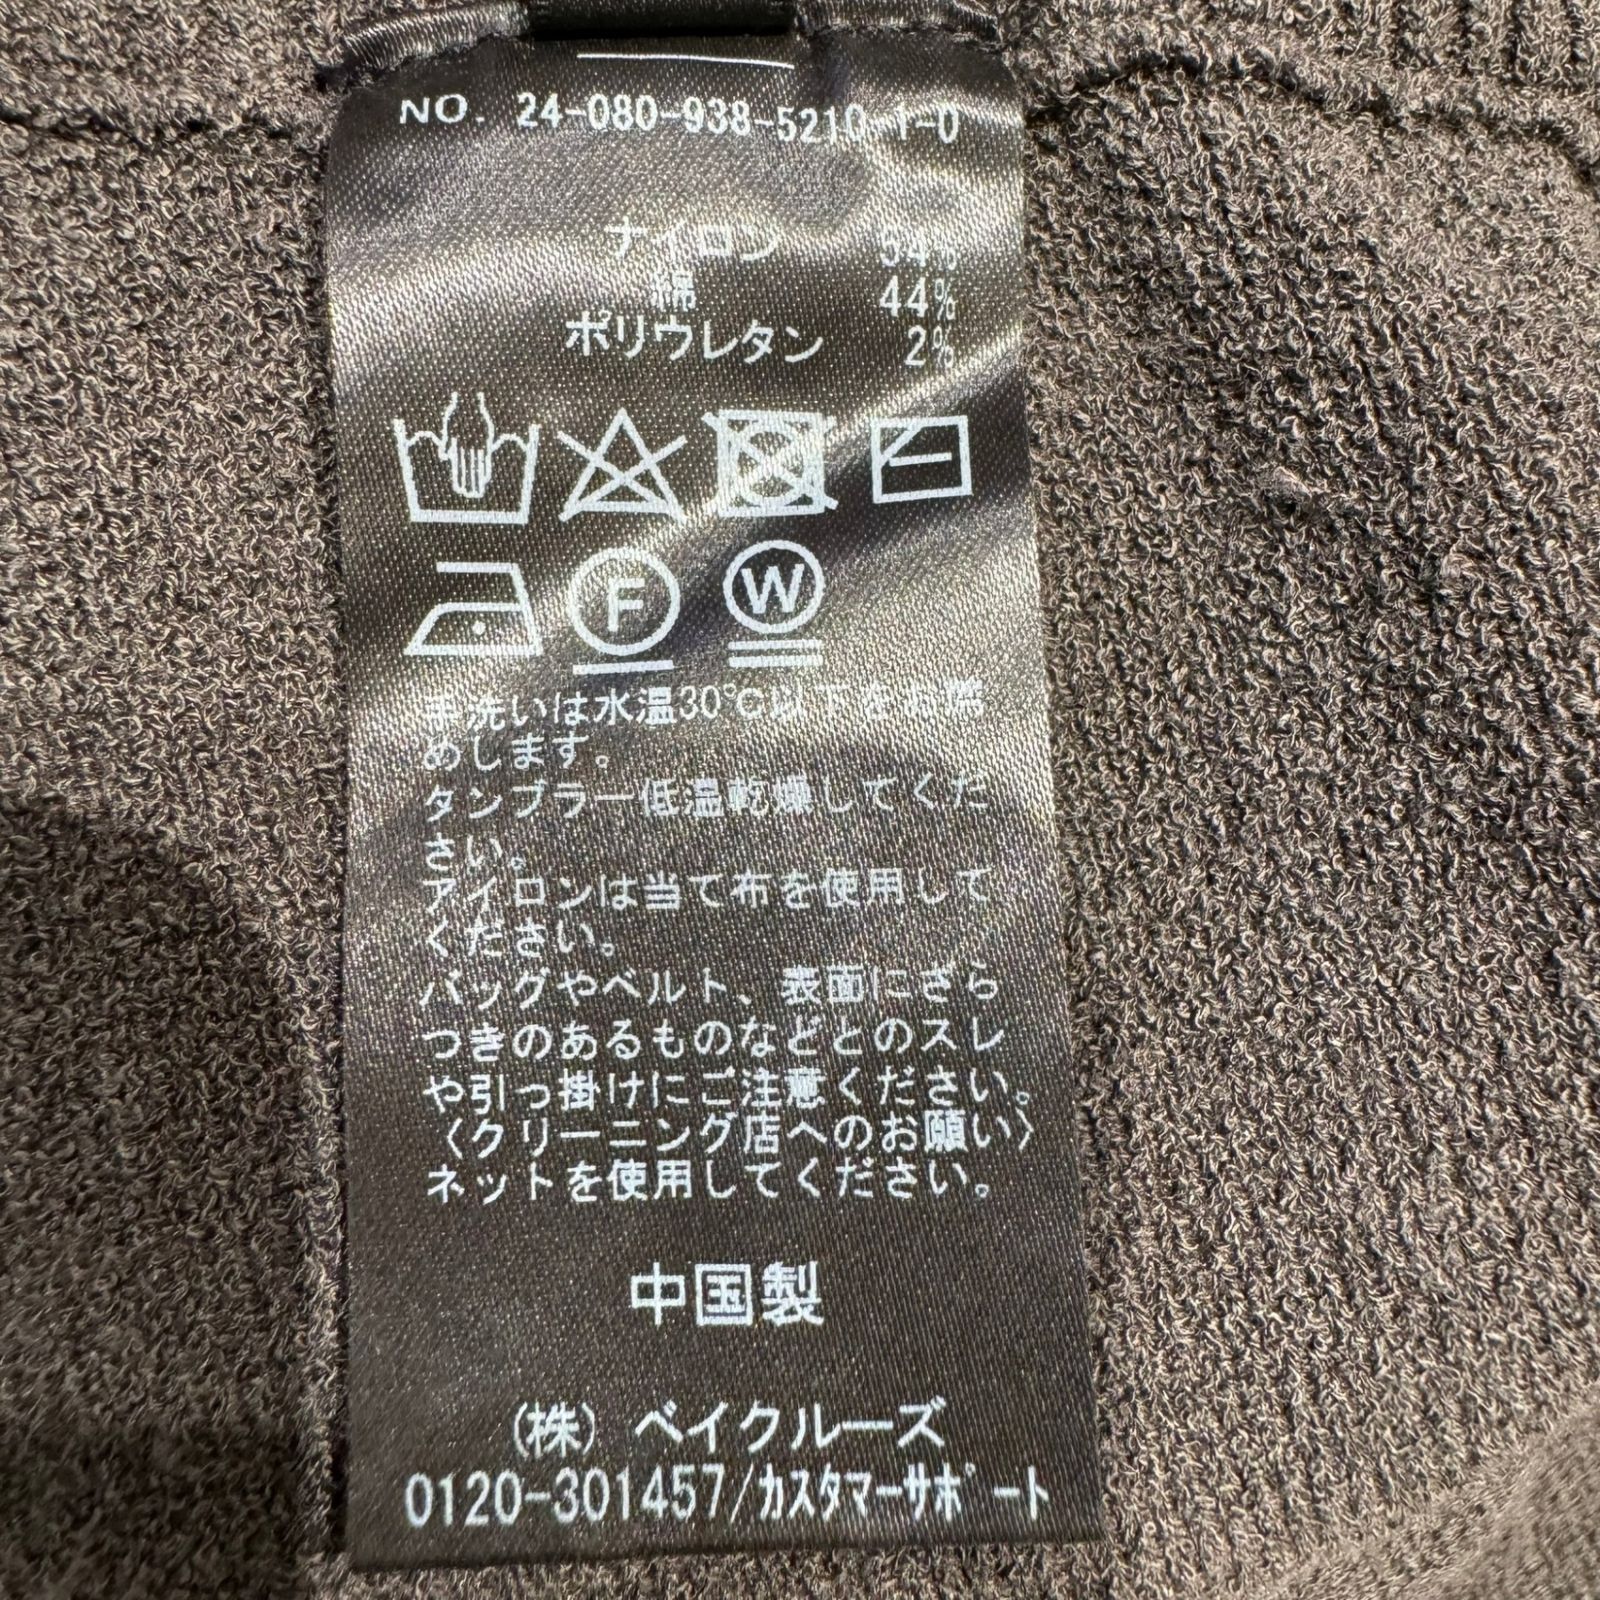 NO. 24-080-938-5210-1-0
ナイロン 54%
綿 44%
ポリウレタン 2%
F W
手洗いは水温30℃以下をお奨
めします。
タンブラー低温乾燥してくだ
さい。
アイロンは当て布を使用して
ください。
バッグやベルト、表面にざら
つきのあるものなどとのスレ
や引っ掛けにご注意ください。
〈クリーニング店へのお願い〉
ネットを使用してください。
中国製
(株)ベイクルーズ
0120-301457/カスタマーサポート